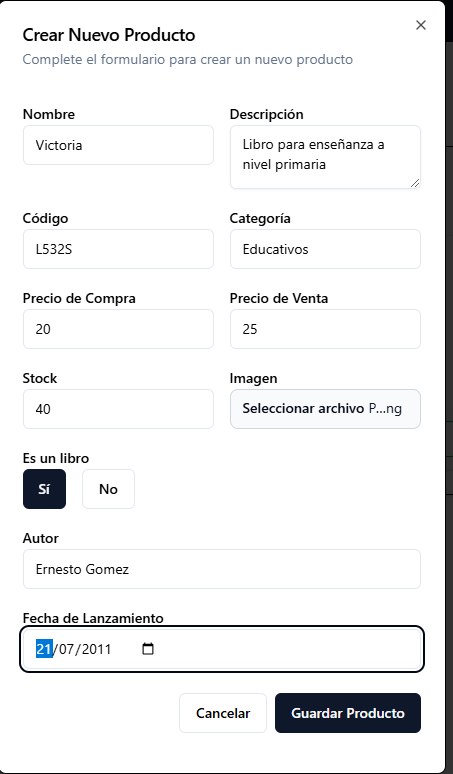 Crear Nuevo Producto
Complete el formulario para crear un nuevo producto
Nombre
Descripción
Victoria
Libro para enseñanza a
nivel primaria
Código
Categoría
L532S
Educativos
Precio de Compra
Precio de Venta
20
25
Stock
Imagen
40
Seleccionar archivo P...ng
Es un libro
Sí
No
Autor
Ernesto Gomez
Fecha de Lanzamiento
21/07/2011
Cancelar
Guardar Producto